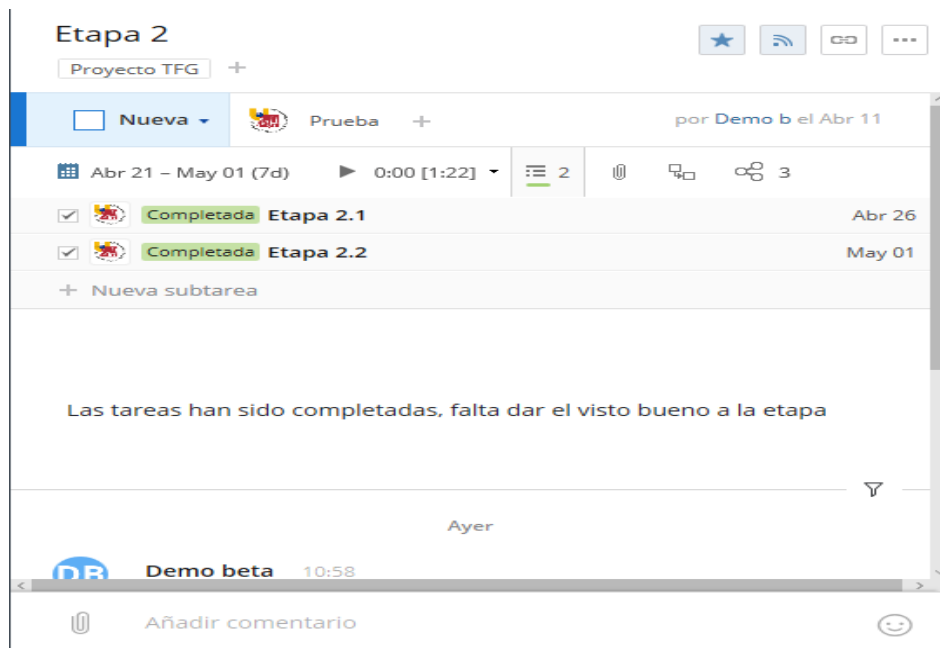 Etapa 2
Proyecto TFG +
Nueva Prueba + por Demo b el Abr 11
Abr 21 – May 01 (7d) 0:00 [1:22] 2 3
Completada Etapa 2.1 Abr 26
Completada Etapa 2.2 May 01
+ Nueva subtarea
Las tareas han sido completadas, falta dar el visto bueno a la etapa
Ayer
DB Demo beta 10:58
Añadir comentario